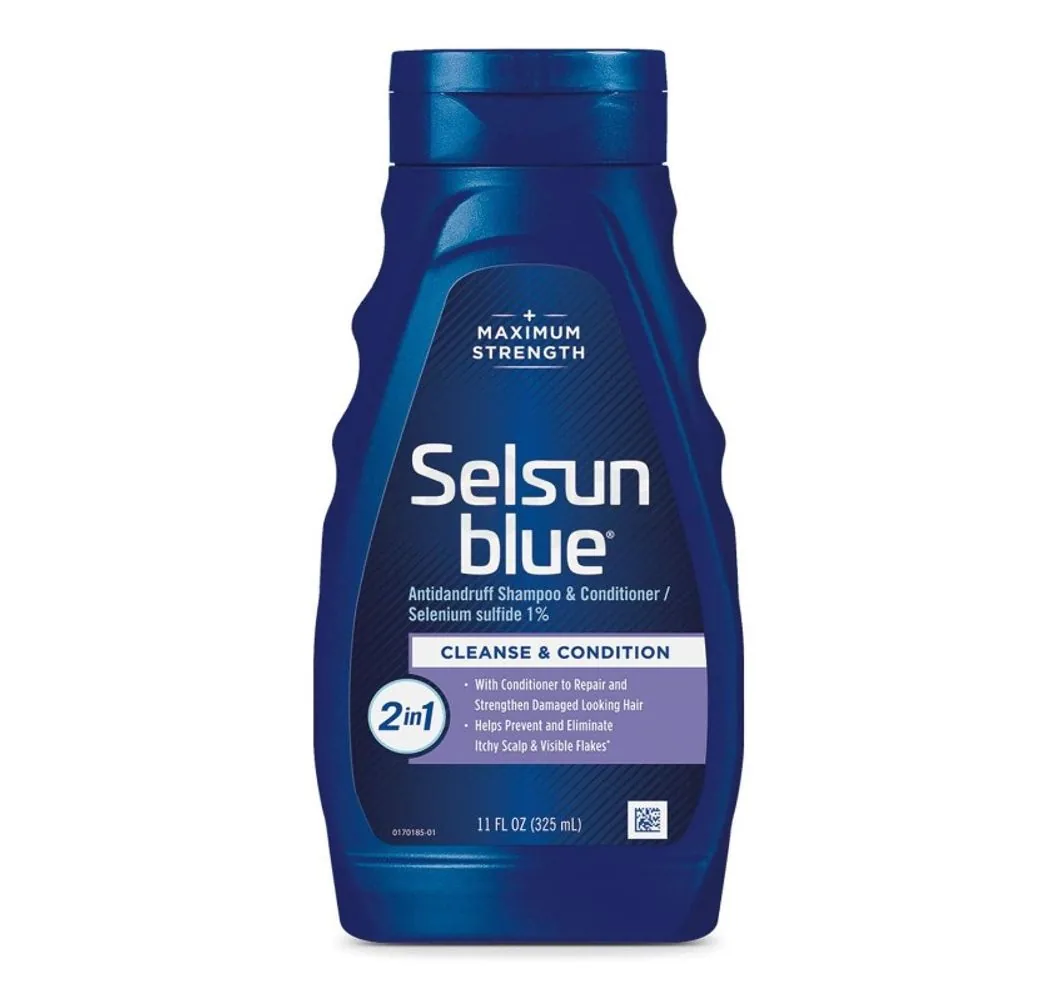 MAXIMUM
STRENGTH
Selsun
blue®
Antidandruff Shampoo & Conditioner /
Selenium sulfide 1%
CLEANSE & CONDITION
2in1
• With Conditioner to Repair and
Strengthen Damaged Looking Hair
• Helps Prevent and Eliminate
Itchy Scalp & Visible Flakes*
0170185-01
11 FL OZ (325 mL)